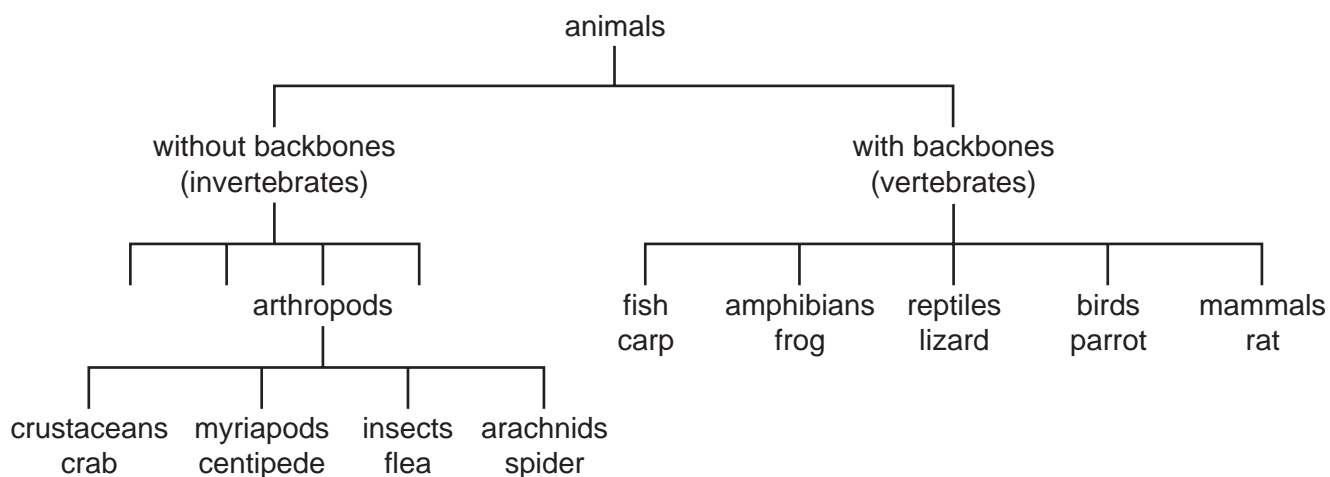 animals
without backbones
(invertebrates)
with backbones
(vertebrates)
arthropods
fish
carp
amphibians
frog
reptiles
lizard
birds
parrot
mammals
rat
crustaceans
crab
myriapods
centipede
insects
flea
arachnids
spider